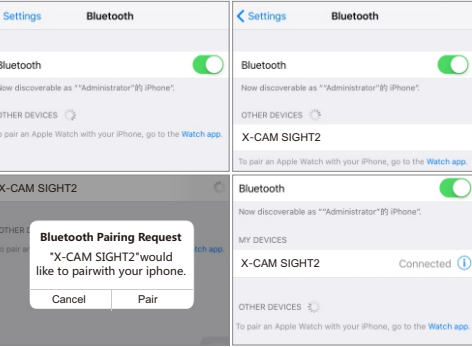 Settings
Bluetooth
Bluetooth
Now discoverable as ""Administrator"的 iPhone".
OTHER DEVICES
o pair an Apple Watch with your iPhone, go to the Watch app.
Settings
Bluetooth
Bluetooth
Now discoverable as ""Administrator"的 iPhone".
OTHER DEVICES
X-CAM SIGHT2
To pair an Apple Watch with your iPhone, go to the Watch app.
X-CAM SIGHT2
OTHER
Bluetooth Pairing Request
"X-CAM SIGHT2"would
like to pairwith your iphone.
o pair
tch app.
Cancel
Pair
Bluetooth
Now discoverable as ""Administrator"的 iPhone".
MY DEVICES
X-CAM SIGHT2
Connected
OTHER DEVICES
To pair an Apple Watch with your iPhone, go to the Watch app.